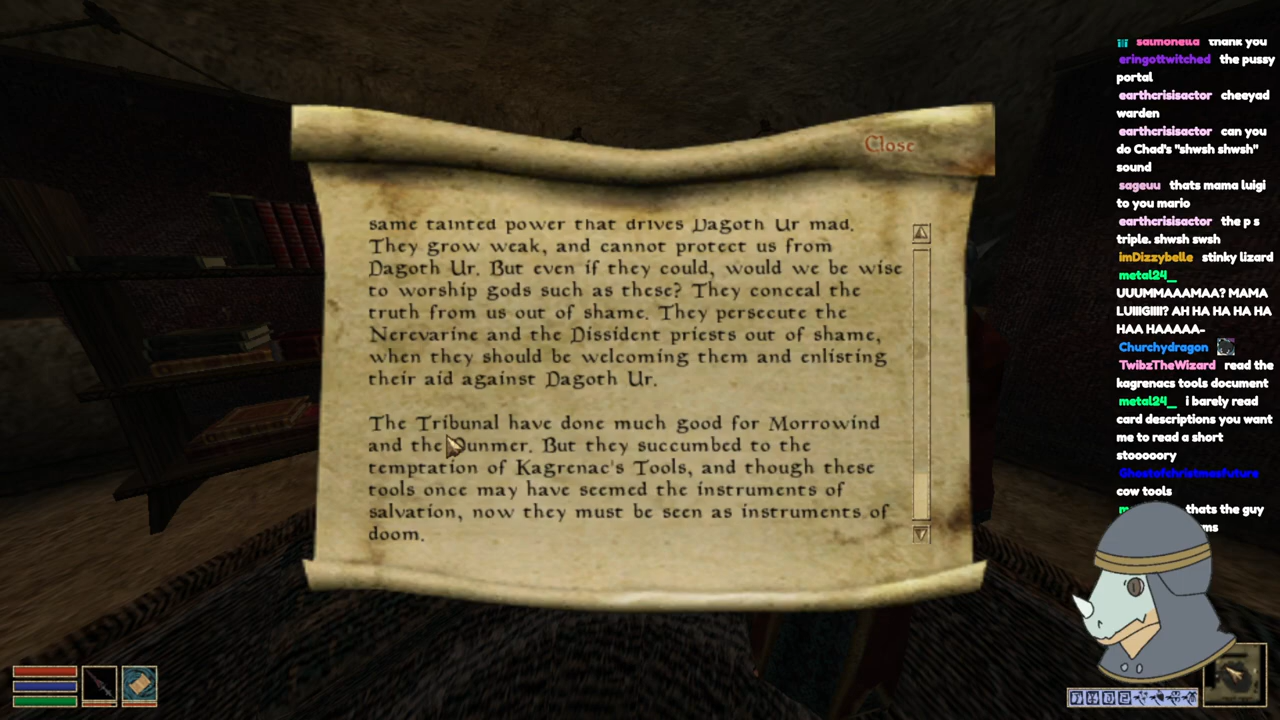 Close
same tainted power that drives Dagoth Ur mad.
They grow weak, and cannot protect us from
Dagoth Ur. But even if they could, would we be wise
to worship gods such as these? They conceal the
truth from us out of shame. They persecute the
Nerevarine and the Dissident priests out of shame,
when they should be welcoming them and enlisting
their aid against Dagoth Ur.
The Tribunal have done much good for Morrowind
and the Dunmer. But they succumbed to the
temptation of Kagrenac's Tools, and though these
tools once may have seemed the instruments of
salvation, now they must be seen as instruments of
doom.
salmonella thank you
eringottwitched the pussy
portal
earthcrisisactor cheeyad
warden
earthcrisisactor can you
do Chad's "shwsh shwsh"
sound
sageuu thats mama luigi
to you mario
earthcrisisactor the p s
triple. shwsh swsh
imDizzybelle stinky lizard
metal24_
UUUMMAAAMAA? MAMA
LUIIIGIIII? AH HA HA HA HA
HAA HAAAAA-
Churchydragon
TwibzTheWizard read the
kagrenacs tools document
metal24_ i barely read
card descriptions you want
me to read a short
stooooory
Ghostofchristmasfuture
cow tools
thats the guy